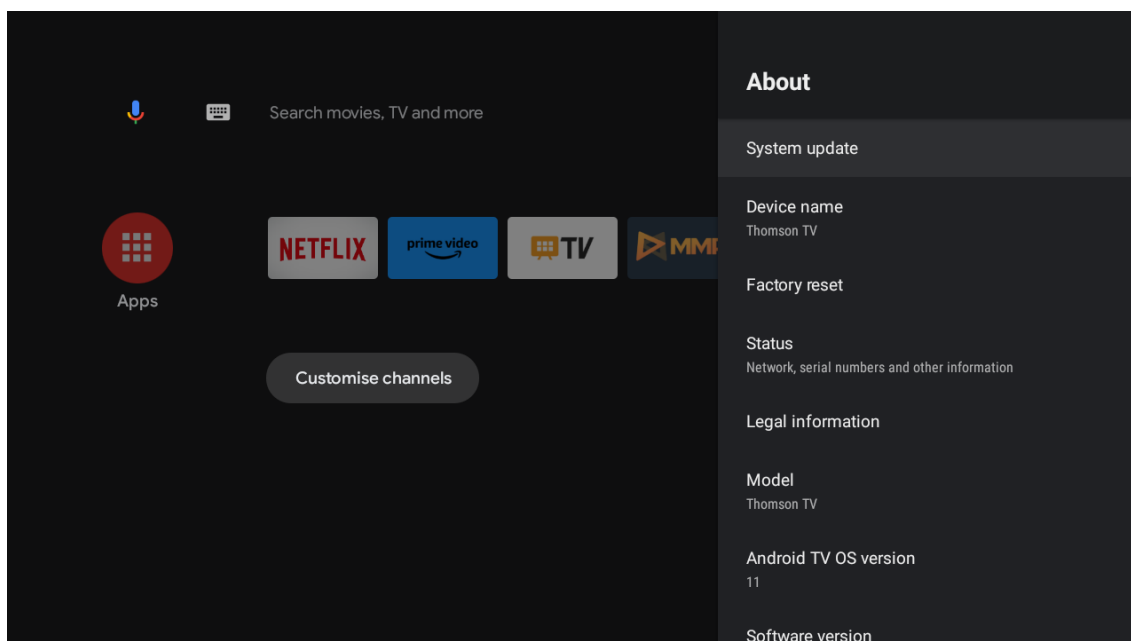 Search movies, TV and more
NETFLIX
prime video
TV
MM
Apps
Customise channels
About
System update
Device name
Thomson TV
Factory reset
Status
Network, serial numbers and other information
Legal information
Model
Thomson TV
Android TV OS version
11
Software version